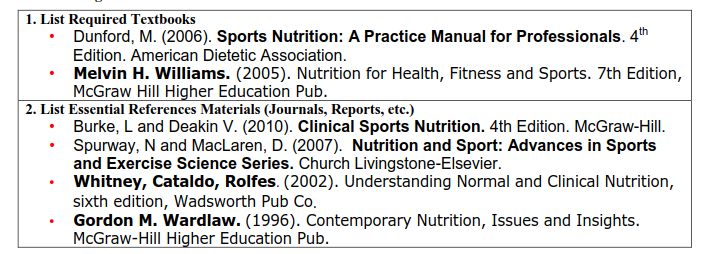 1. List Required Textbooks
• Dunford, M. (2006). Sports Nutrition: A Practice Manual for Professionals. 4th
Edition. American Dietetic Association.
• Melvin H. Williams. (2005). Nutrition for Health, Fitness and Sports. 7th Edition,
McGraw Hill Higher Education Pub.
2. List Essential References Materials (Journals, Reports, etc.)
• Burke, L and Deakin V. (2010). Clinical Sports Nutrition. 4th Edition. McGraw-Hill.
• Spurway, N and MacLaren, D. (2007). Nutrition and Sport: Advances in Sports
and Exercise Science Series. Church Livingstone-Elsevier.
• Whitney, Cataldo, Rolfes. (2002). Understanding Normal and Clinical Nutrition,
sixth edition, Wadsworth Pub Co.
• Gordon M. Wardlaw. (1996). Contemporary Nutrition, Issues and Insights.
McGraw-Hill Higher Education Pub.